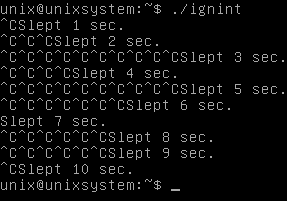 unix@unixsystem:~$ ./ignint
^CSlept 1 sec.
^C^C^CSlept 2 sec.
^C^C^C^C^C^C^C^C^C^C^CSlept 3 sec.
^C^C^C^CSlept 4 sec.
^C^C^C^C^C^C^C^C^C^C^CSlept 5 sec.
^C^C^C^C^C^C^C^CSlept 6 sec.
Slept 7 sec.
^C^C^C^C^C^C^CSlept 8 sec.
^C^C^C^C^C^C^CSlept 9 sec.
^CSlept 10 sec.
unix@unixsystem:~$ _